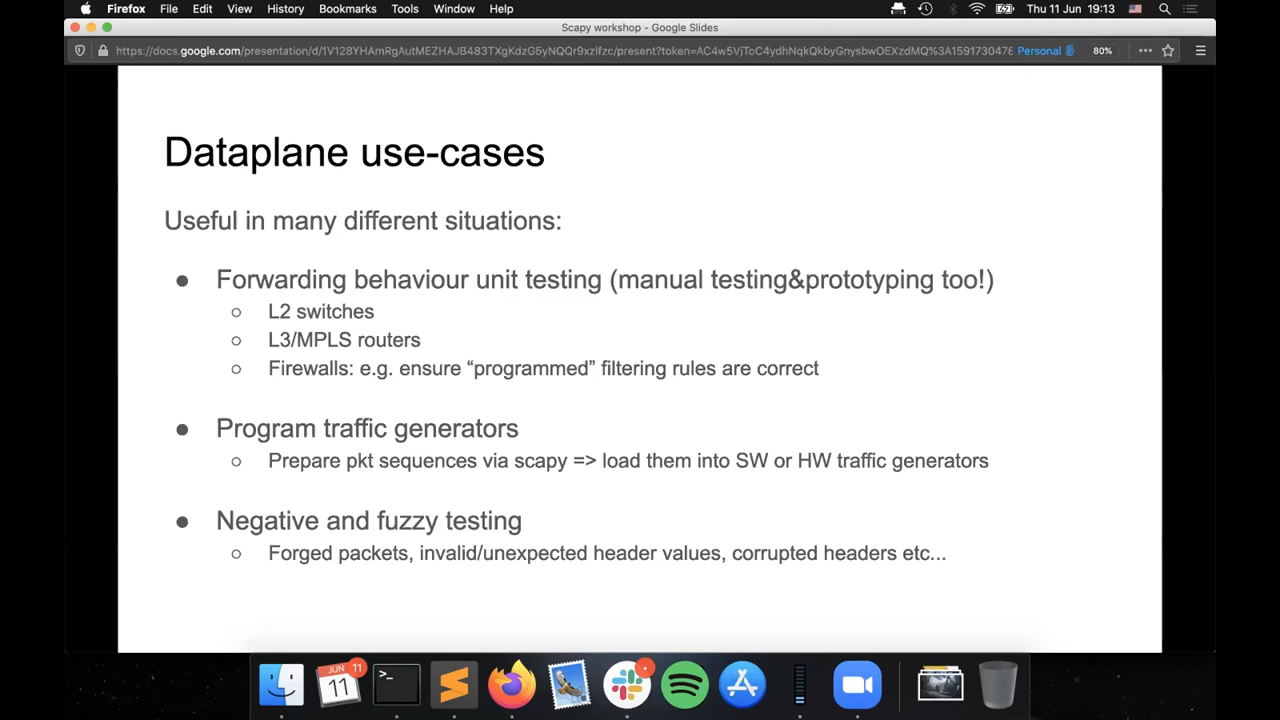 Firefox File Edit View History Bookmarks Tools Window Help Thu 11 Jun 19:13
Scapy workshop - Google Slides
Personal 80%
Dataplane use-cases
Useful in many different situations:
● Forwarding behaviour unit testing (manual testing&prototyping too!)
○ L2 switches
○ L3/MPLS routers
○ Firewalls: e.g. ensure “programmed” filtering rules are correct
● Program traffic generators
○ Prepare pkt sequences via scapy => load them into SW or HW traffic generators
● Negative and fuzzy testing
○ Forged packets, invalid/unexpected header values, corrupted headers etc...
JUN 11
11
>_